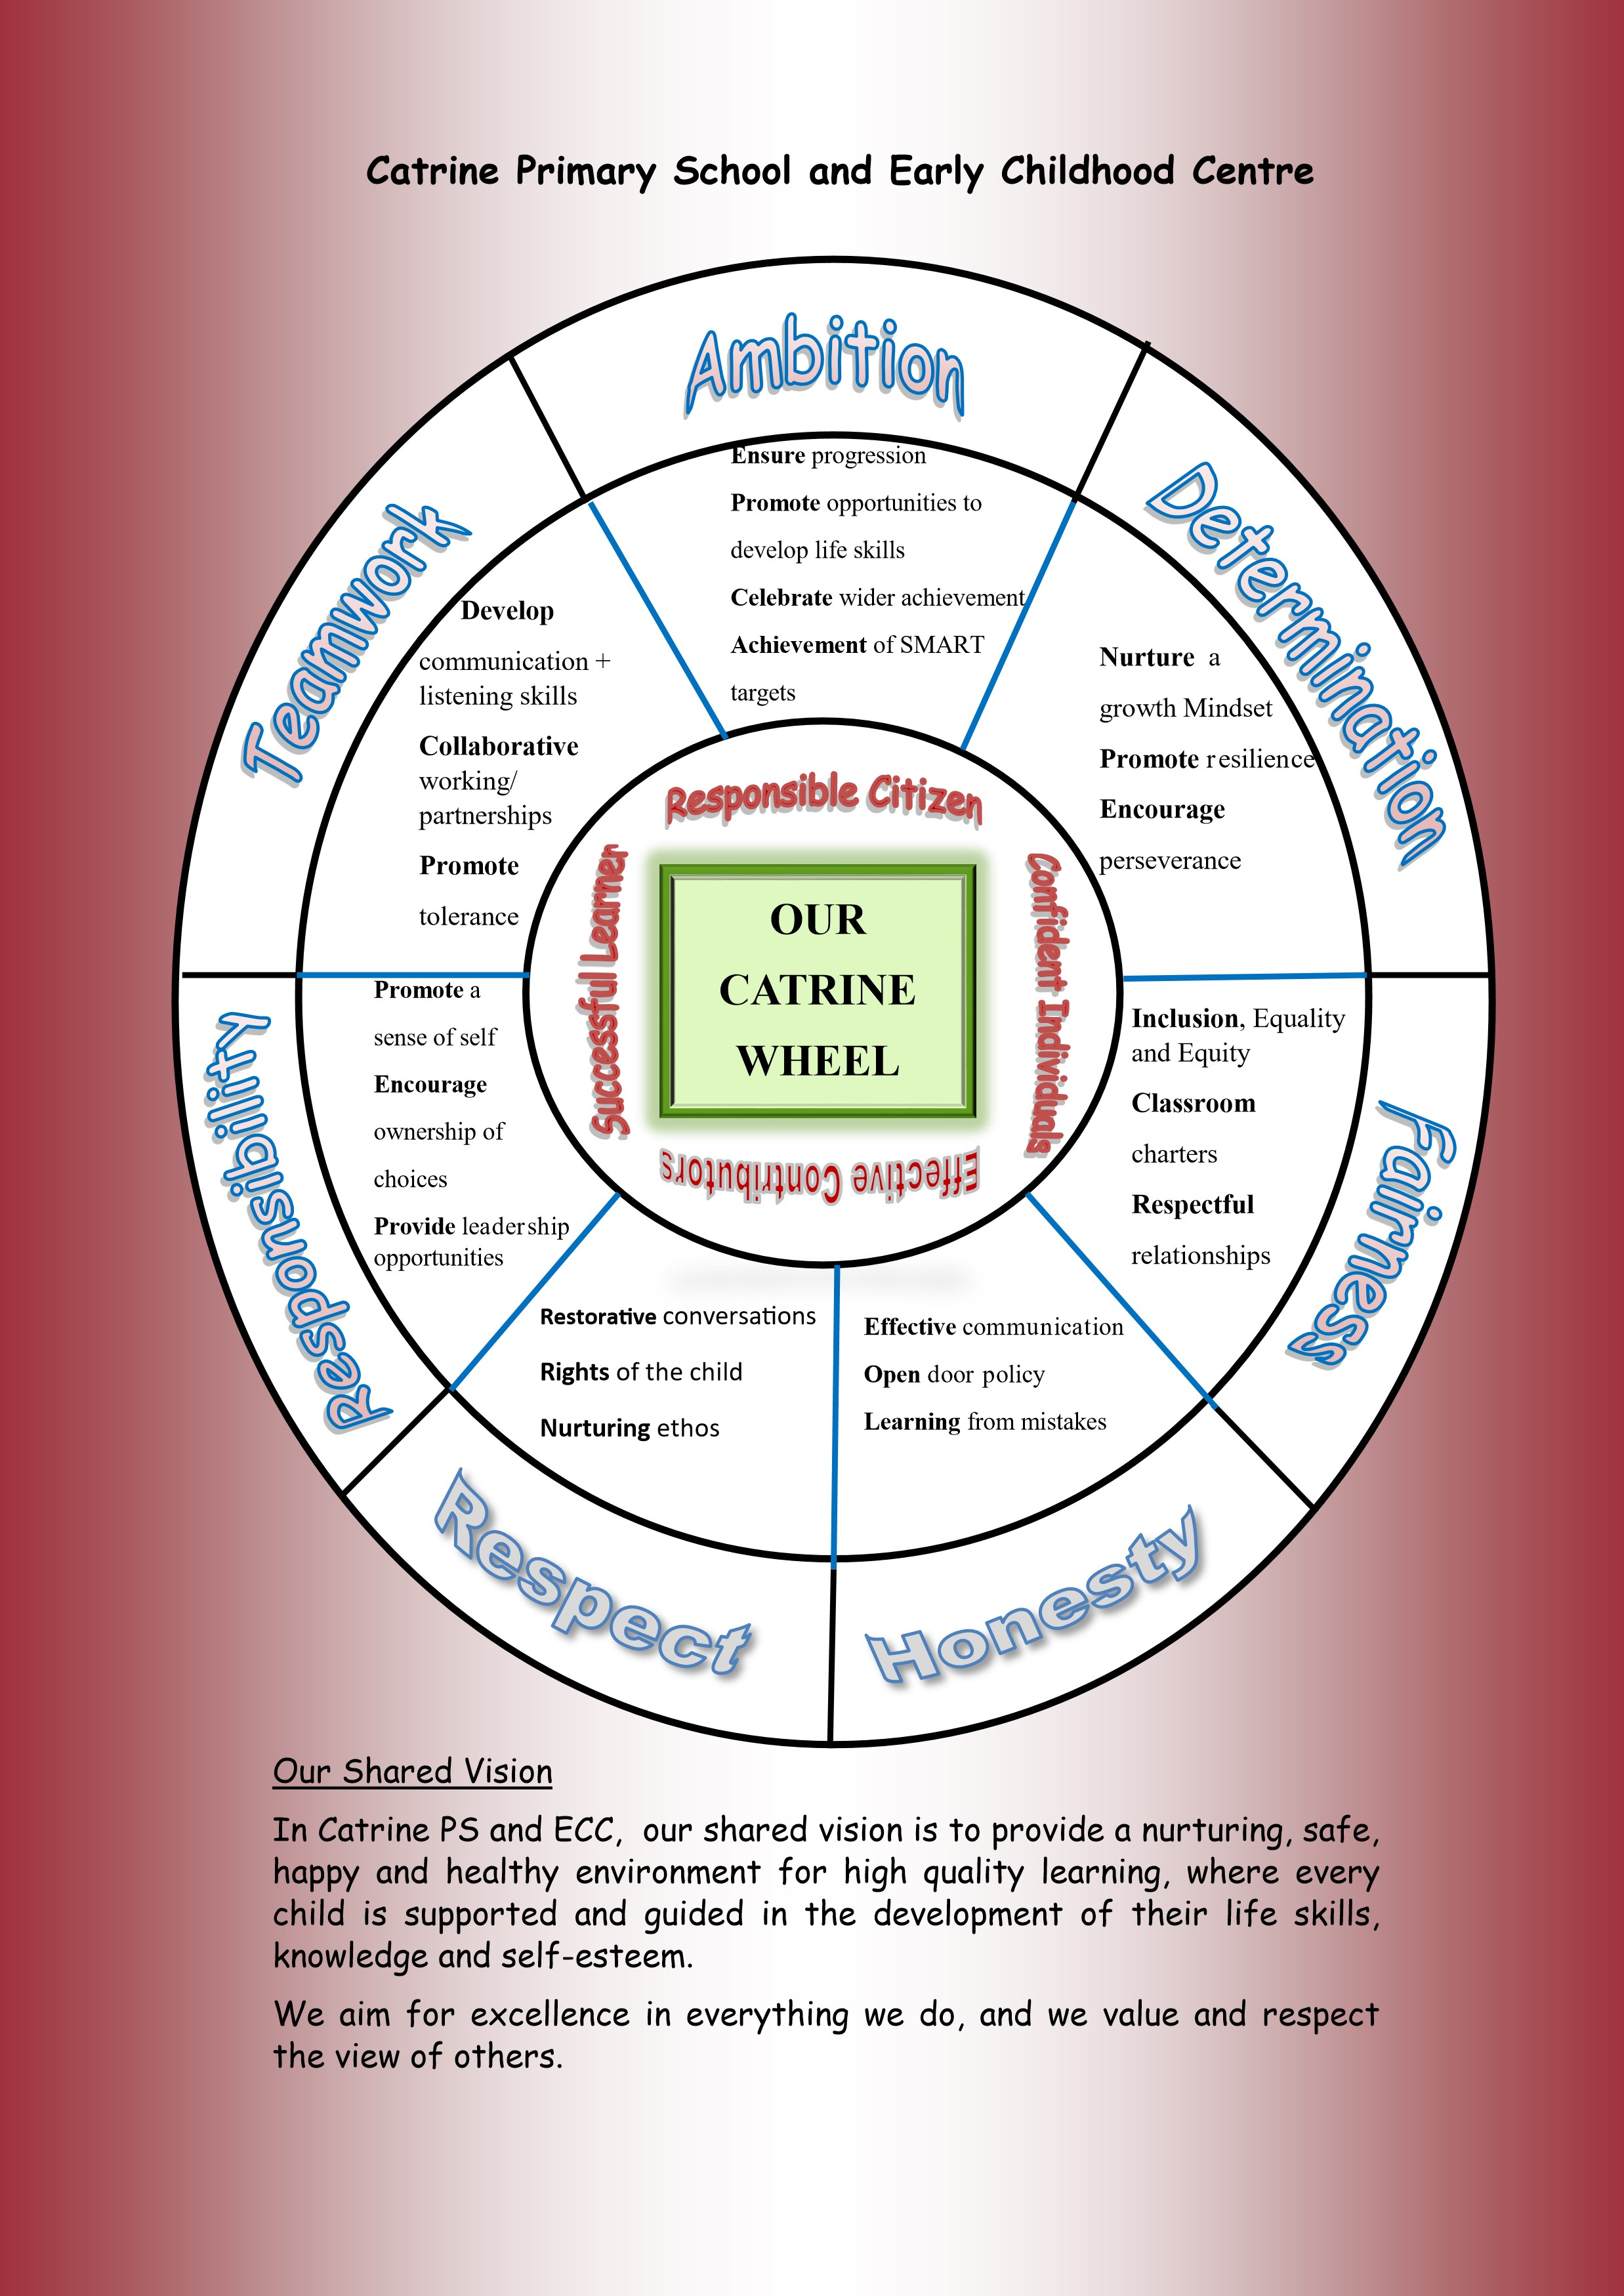 Catrine Primary School and Early Childhood Centre
Ambition
Ensure progression
Promote opportunities to
develop life skills
Celebrate wider achievement
Achievement of SMART
targets
Determination
Nurture a
growth Mindset
Promote resilience
Encourage
perseverance
Fairness
Inclusion, Equality
and Equity
Classroom
charters
Respectful
relationships
Honesty
Effective communication
Open door policy
Learning from mistakes
Respect
Restorative conversations
Rights of the child
Nurturing ethos
Responsibility
Promote a
sense of self
Encourage
ownership of
choices
Provide leadership
opportunities
Teamwork
Develop
communication +
listening skills
Collaborative
working/
partnerships
Promote
tolerance
Responsible Citizen
Confident Individuals
Effective Contributors
Successful Learner
OUR
CATRINE
WHEEL
Our Shared Vision
In Catrine PS and ECC, our shared vision is to provide a nurturing, safe,
happy and healthy environment for high quality learning, where every
child is supported and guided in the development of their life skills,
knowledge and self-esteem.
We aim for excellence in everything we do, and we value and respect
the view of others.